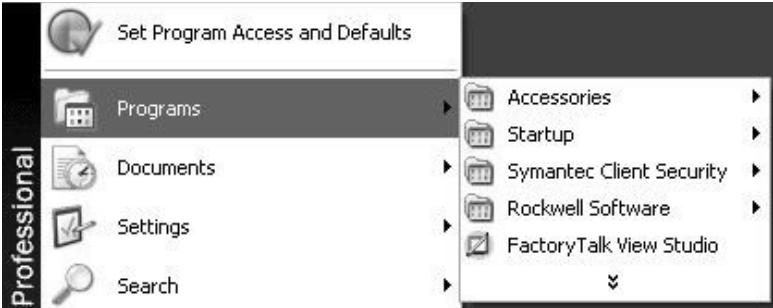 Set Program Access and Defaults
Programs
Documents
Settings
Search
Professional
Accessories
Startup
Symantec Client Security
Rockwell Software
FactoryTalk View Studio